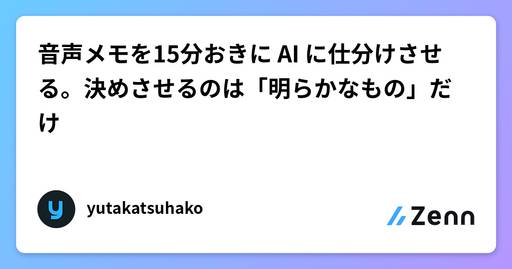 音声メモを15分おきに AI に仕分けさせ
る。決めさせるのは「明らかなもの」だ
け
yutakatsuhako
Zenn